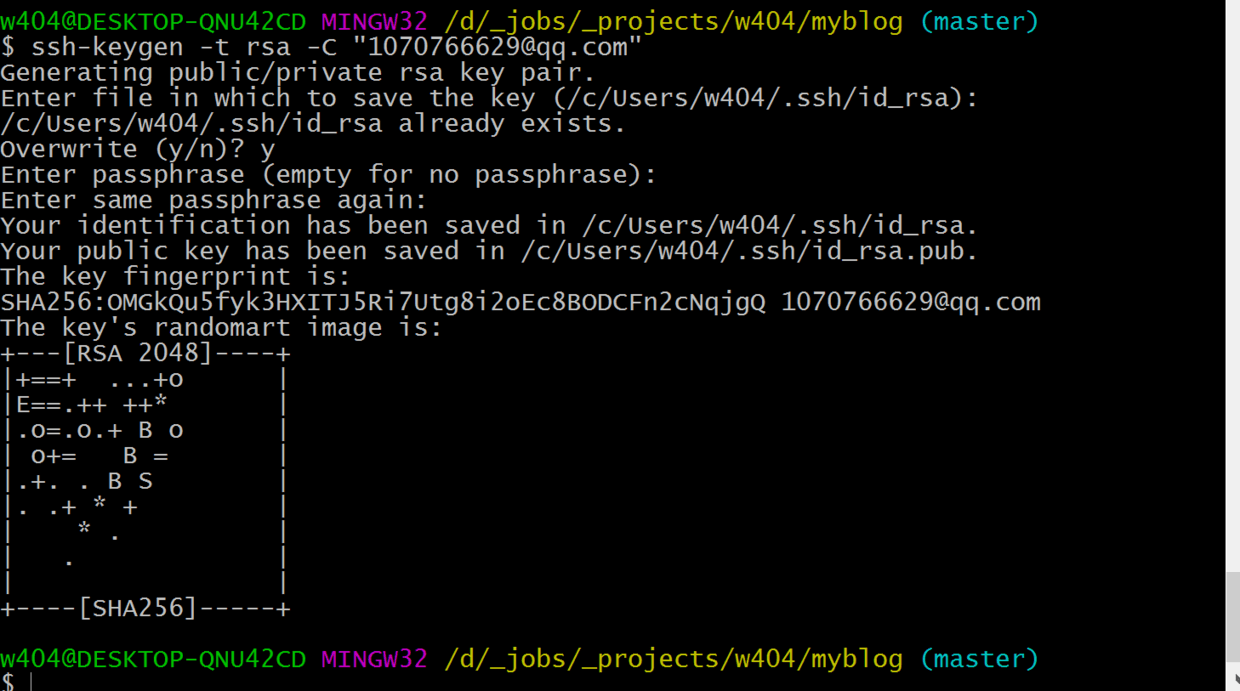 w404@DESKTOP-QNU42CD MINGW32 /d/_jobs/_projects/w404/myblog (master)
$ ssh-keygen -t rsa -C "1070766629@qq.com"
Generating public/private rsa key pair.
Enter file in which to save the key (/c/Users/w404/.ssh/id_rsa):
/c/Users/w404/.ssh/id_rsa already exists.
Overwrite (y/n)? y
Enter passphrase (empty for no passphrase):
Enter same passphrase again:
Your identification has been saved in /c/Users/w404/.ssh/id_rsa.
Your public key has been saved in /c/Users/w404/.ssh/id_rsa.pub.
The key fingerprint is:
SHA256:OMGkQu5fyk3HXITJ5Ri7Utg8i2oEc8BODCFn2cNqjgQ 1070766629@qq.com
The key's randomart image is:
+---[RSA 2048]----+
|+==+  ...+o      |
|E==.++ ++*       |
|.o=.o.+ B o      |
| o+=   B =       |
|.+. . B S        |
|. .+ * +         |
|    * .          |
|   .             |
|                 |
+----[SHA256]-----+
w404@DESKTOP-QNU42CD MINGW32 /d/_jobs/_projects/w404/myblog (master)
$